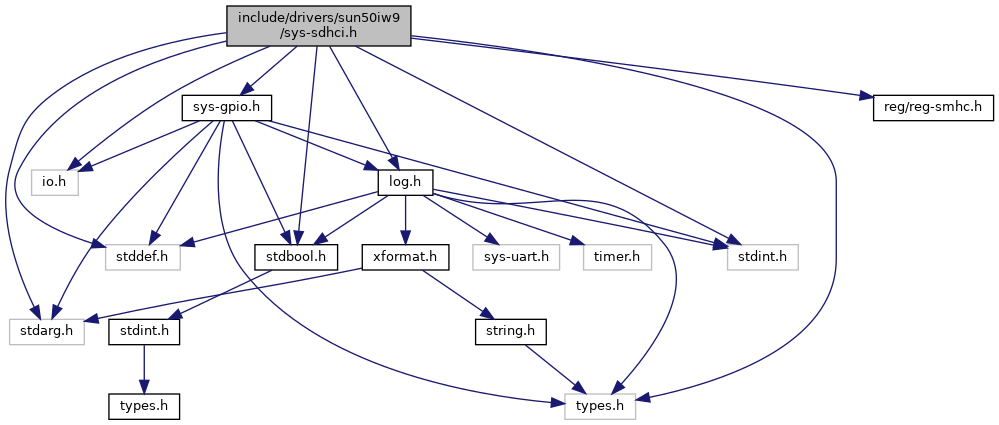 include/drivers/sun50iw9
/sys-sdhci.h
sys-gpio.h
reg/reg-smhc.h
io.h
log.h
stddef.h
stdbool.h
xformat.h
sys-uart.h
timer.h
stdint.h
stdarg.h
stdint.h
string.h
types.h
types.h